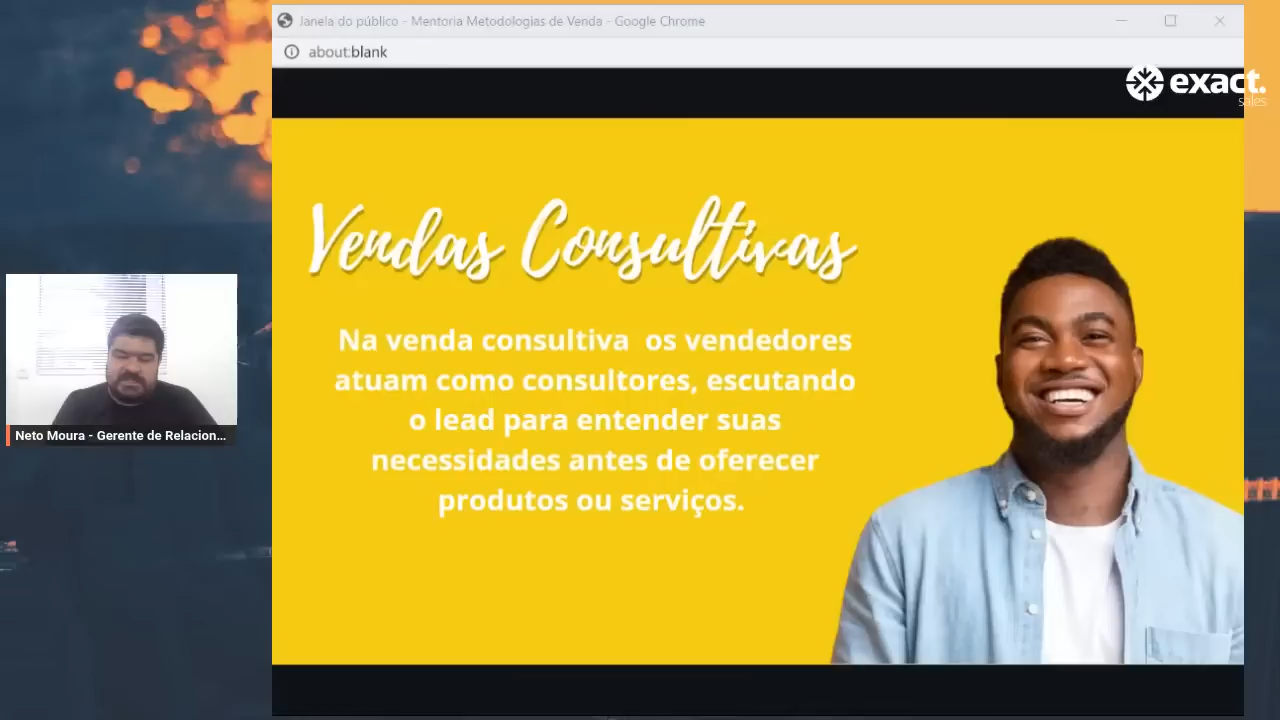 Janela do público - Mentoria Metodologias de Venda - Google Chrome
about:blank
exact.
sales
Vendas Consultivas
Na venda consultiva os vendedores
atuam como consultores, escutando
o lead para entender suas
necessidades antes de oferecer
produtos ou serviços.
Neto Moura - Gerente de Relacion...